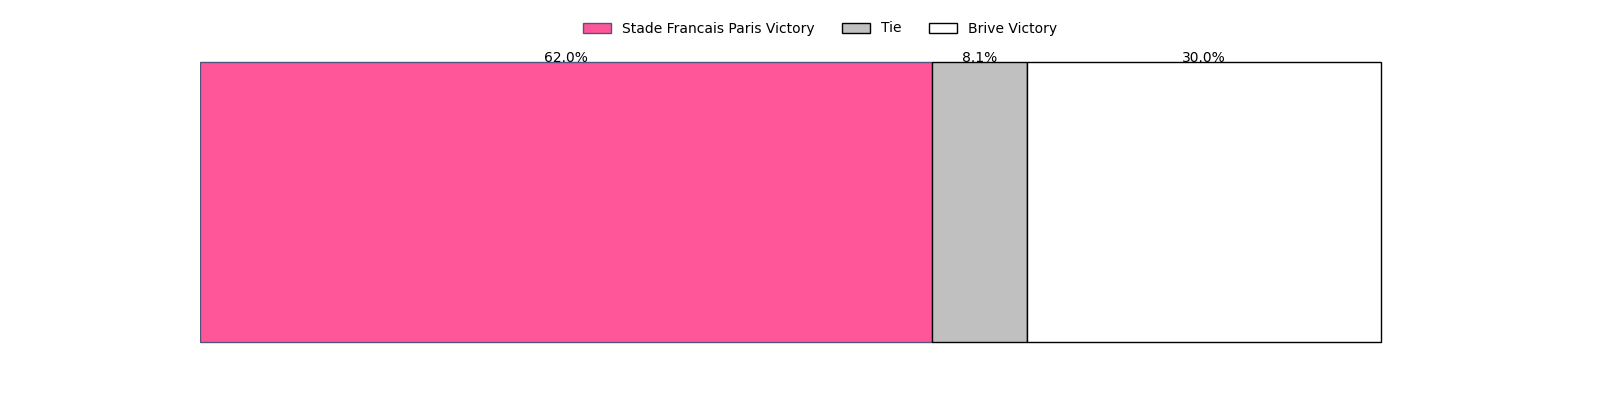 Stade Francais Paris Victory Tie Brive Victory
62.0% 8.1% 30.0%